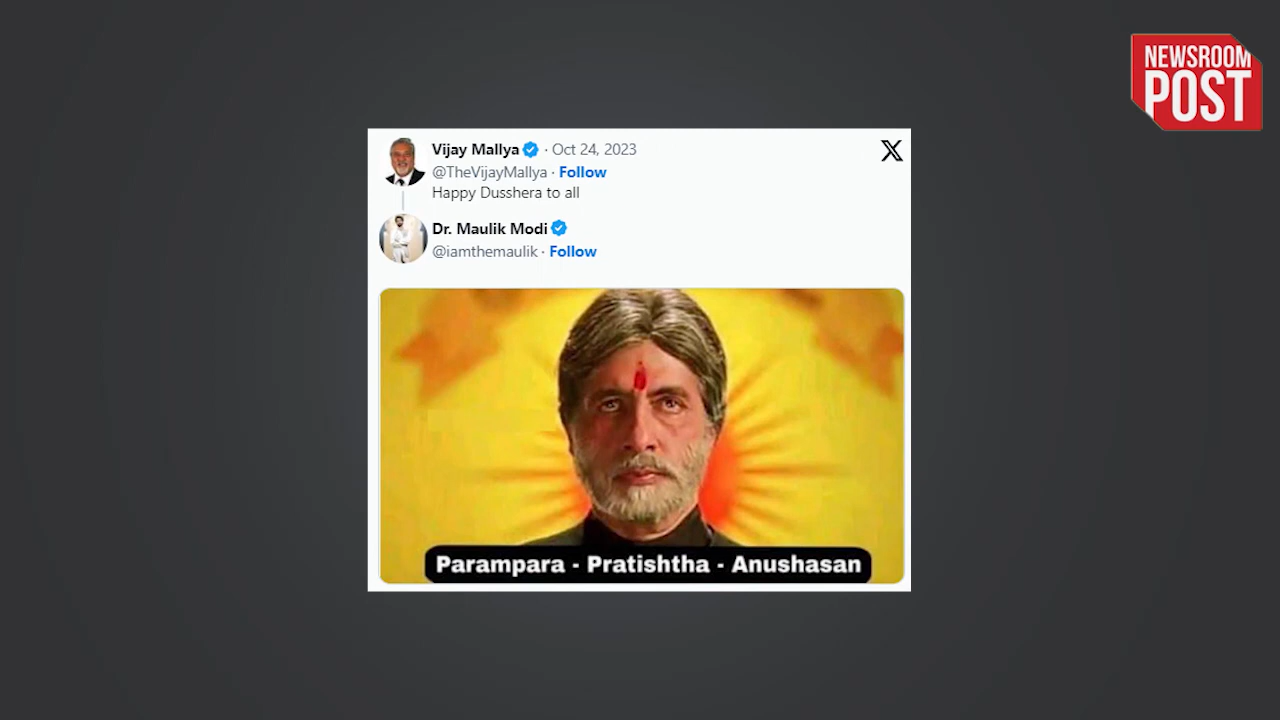 NEWSROOM
POST
Vijay Mallya · Oct 24, 2023
@TheVijayMallya · Follow
Happy Dusshera to all
Dr. Maulik Modi
@iamthemaulik · Follow
Parampara - Pratishtha - Anushasan